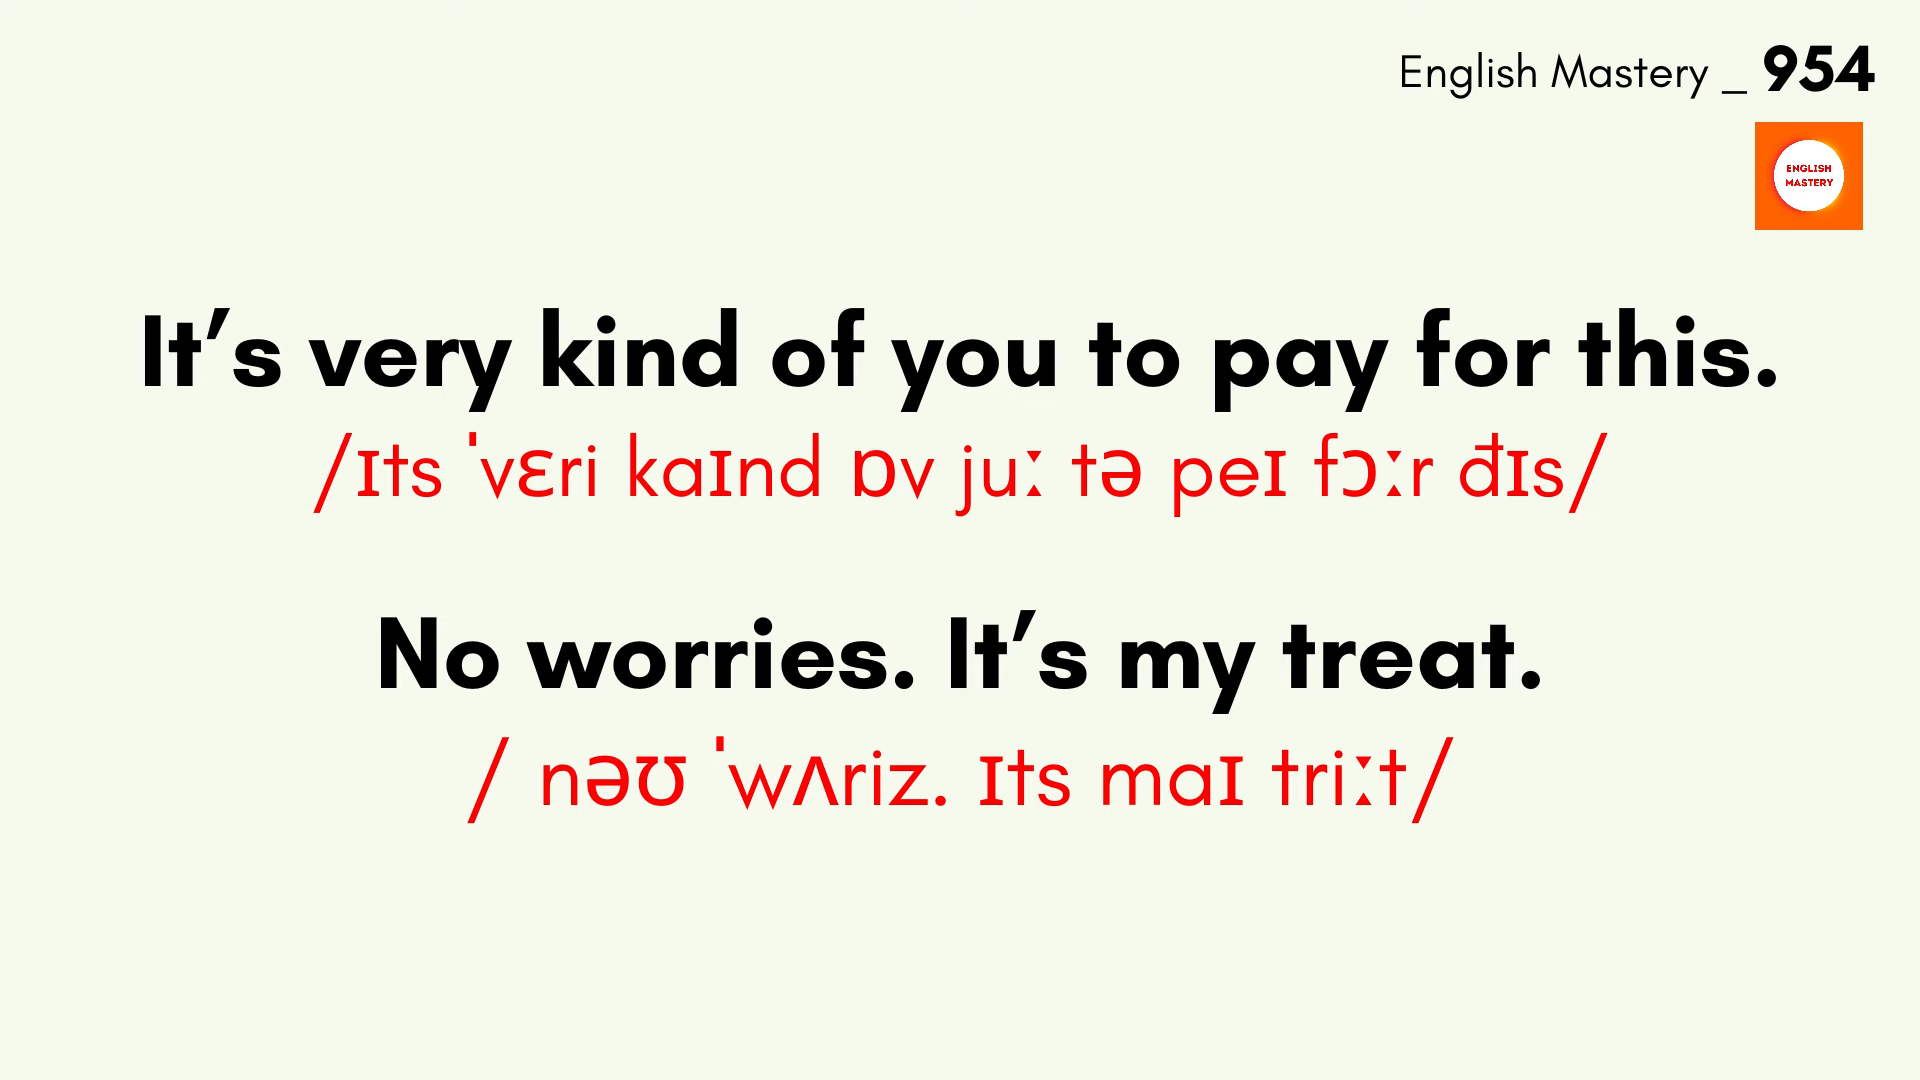 English Mastery _ 954
ENGLISH
MASTERY
It’s very kind of you to pay for this.
/ɪts ˈvɛri kaɪnd ɒv juː tə peɪ fɔːr đɪs/
No worries. It’s my treat.
/ nəʊ ˈwʌriz. ɪts maɪ triːt/